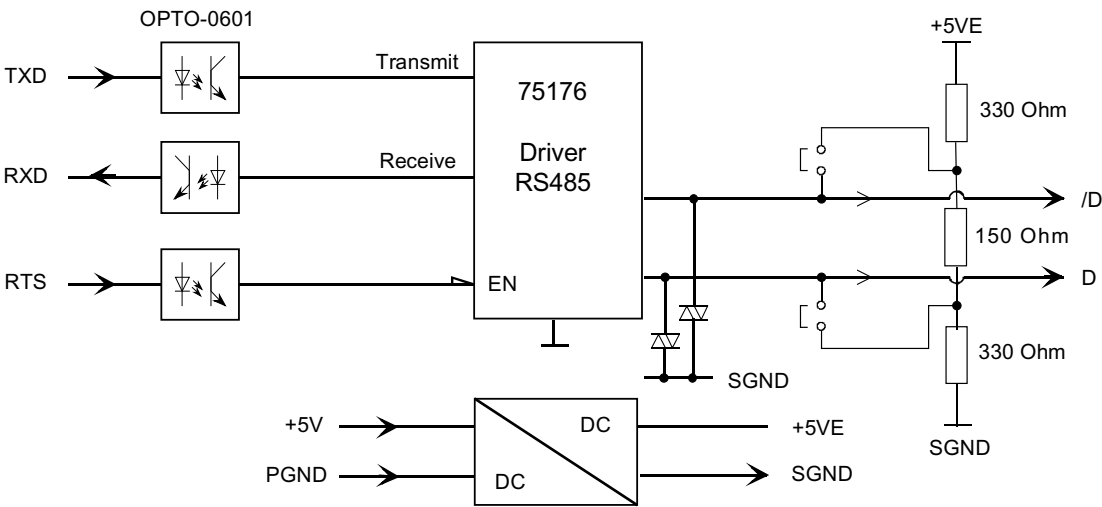 OPTO-0601
+5VE
TXD
Transmit
75176
330 Ohm
Driver
RS485
RXD
Receive
/D
150 Ohm
RTS
EN
D
330 Ohm
SGND
+5V
DC
+5VE
SGND
PGND
DC
SGND